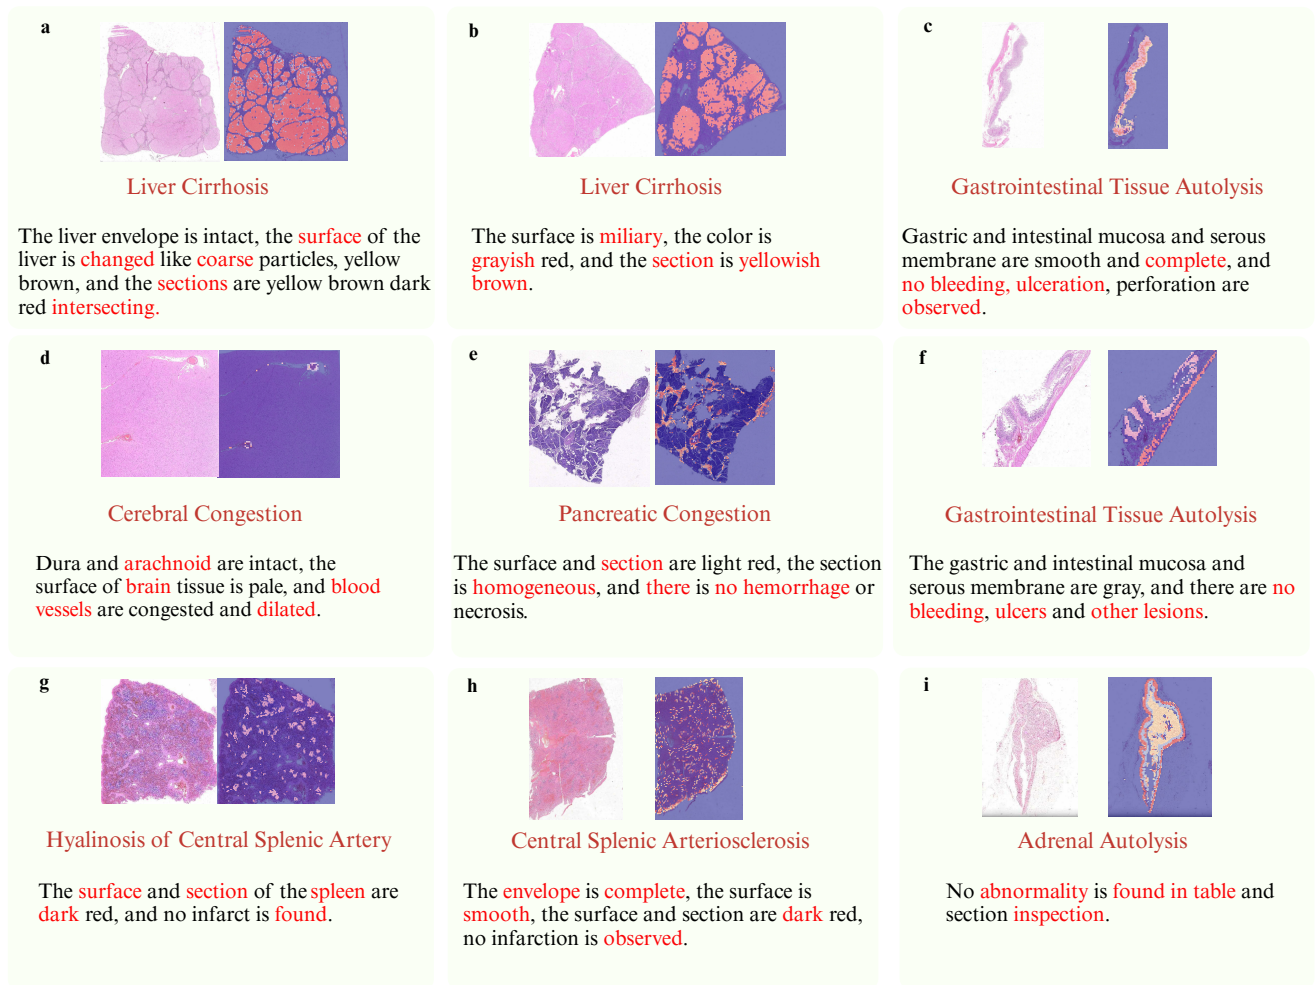 a
Liver Cirrhosis
The liver envelope is intact, the surface of the
liver is changed like coarse particles, yellow
brown, and the sections are yellow brown dark
red intersecting.
b
Liver Cirrhosis
The surface is miliary, the color is
grayish red, and the section is yellowish
brown.
c
Gastrointestinal Tissue Autolysis
Gastric and intestinal mucosa and serous
membrane are smooth and complete, and
no bleeding, ulceration, perforation are
observed.
d
Cerebral Congestion
Dura and arachnoid are intact, the
surface of brain tissue is pale, and blood
vessels are congested and dilated.
e
Pancreatic Congestion
The surface and section are light red, the section
is homogeneous, and there is no hemorrhage or
necrosis.
f
Gastrointestinal Tissue Autolysis
The gastric and intestinal mucosa and
serous membrane are gray, and there are no
bleeding, ulcers and other lesions.
g
Hyalinosis of Central Splenic Artery
The surface and section of the spleen are
dark red, and no infarct is found.
h
Central Splenic Arteriosclerosis
The envelope is complete, the surface is
smooth, the surface and section are dark red,
no infarction is observed.
i
Adrenal Autolysis
No abnormality is found in table and
section inspection.